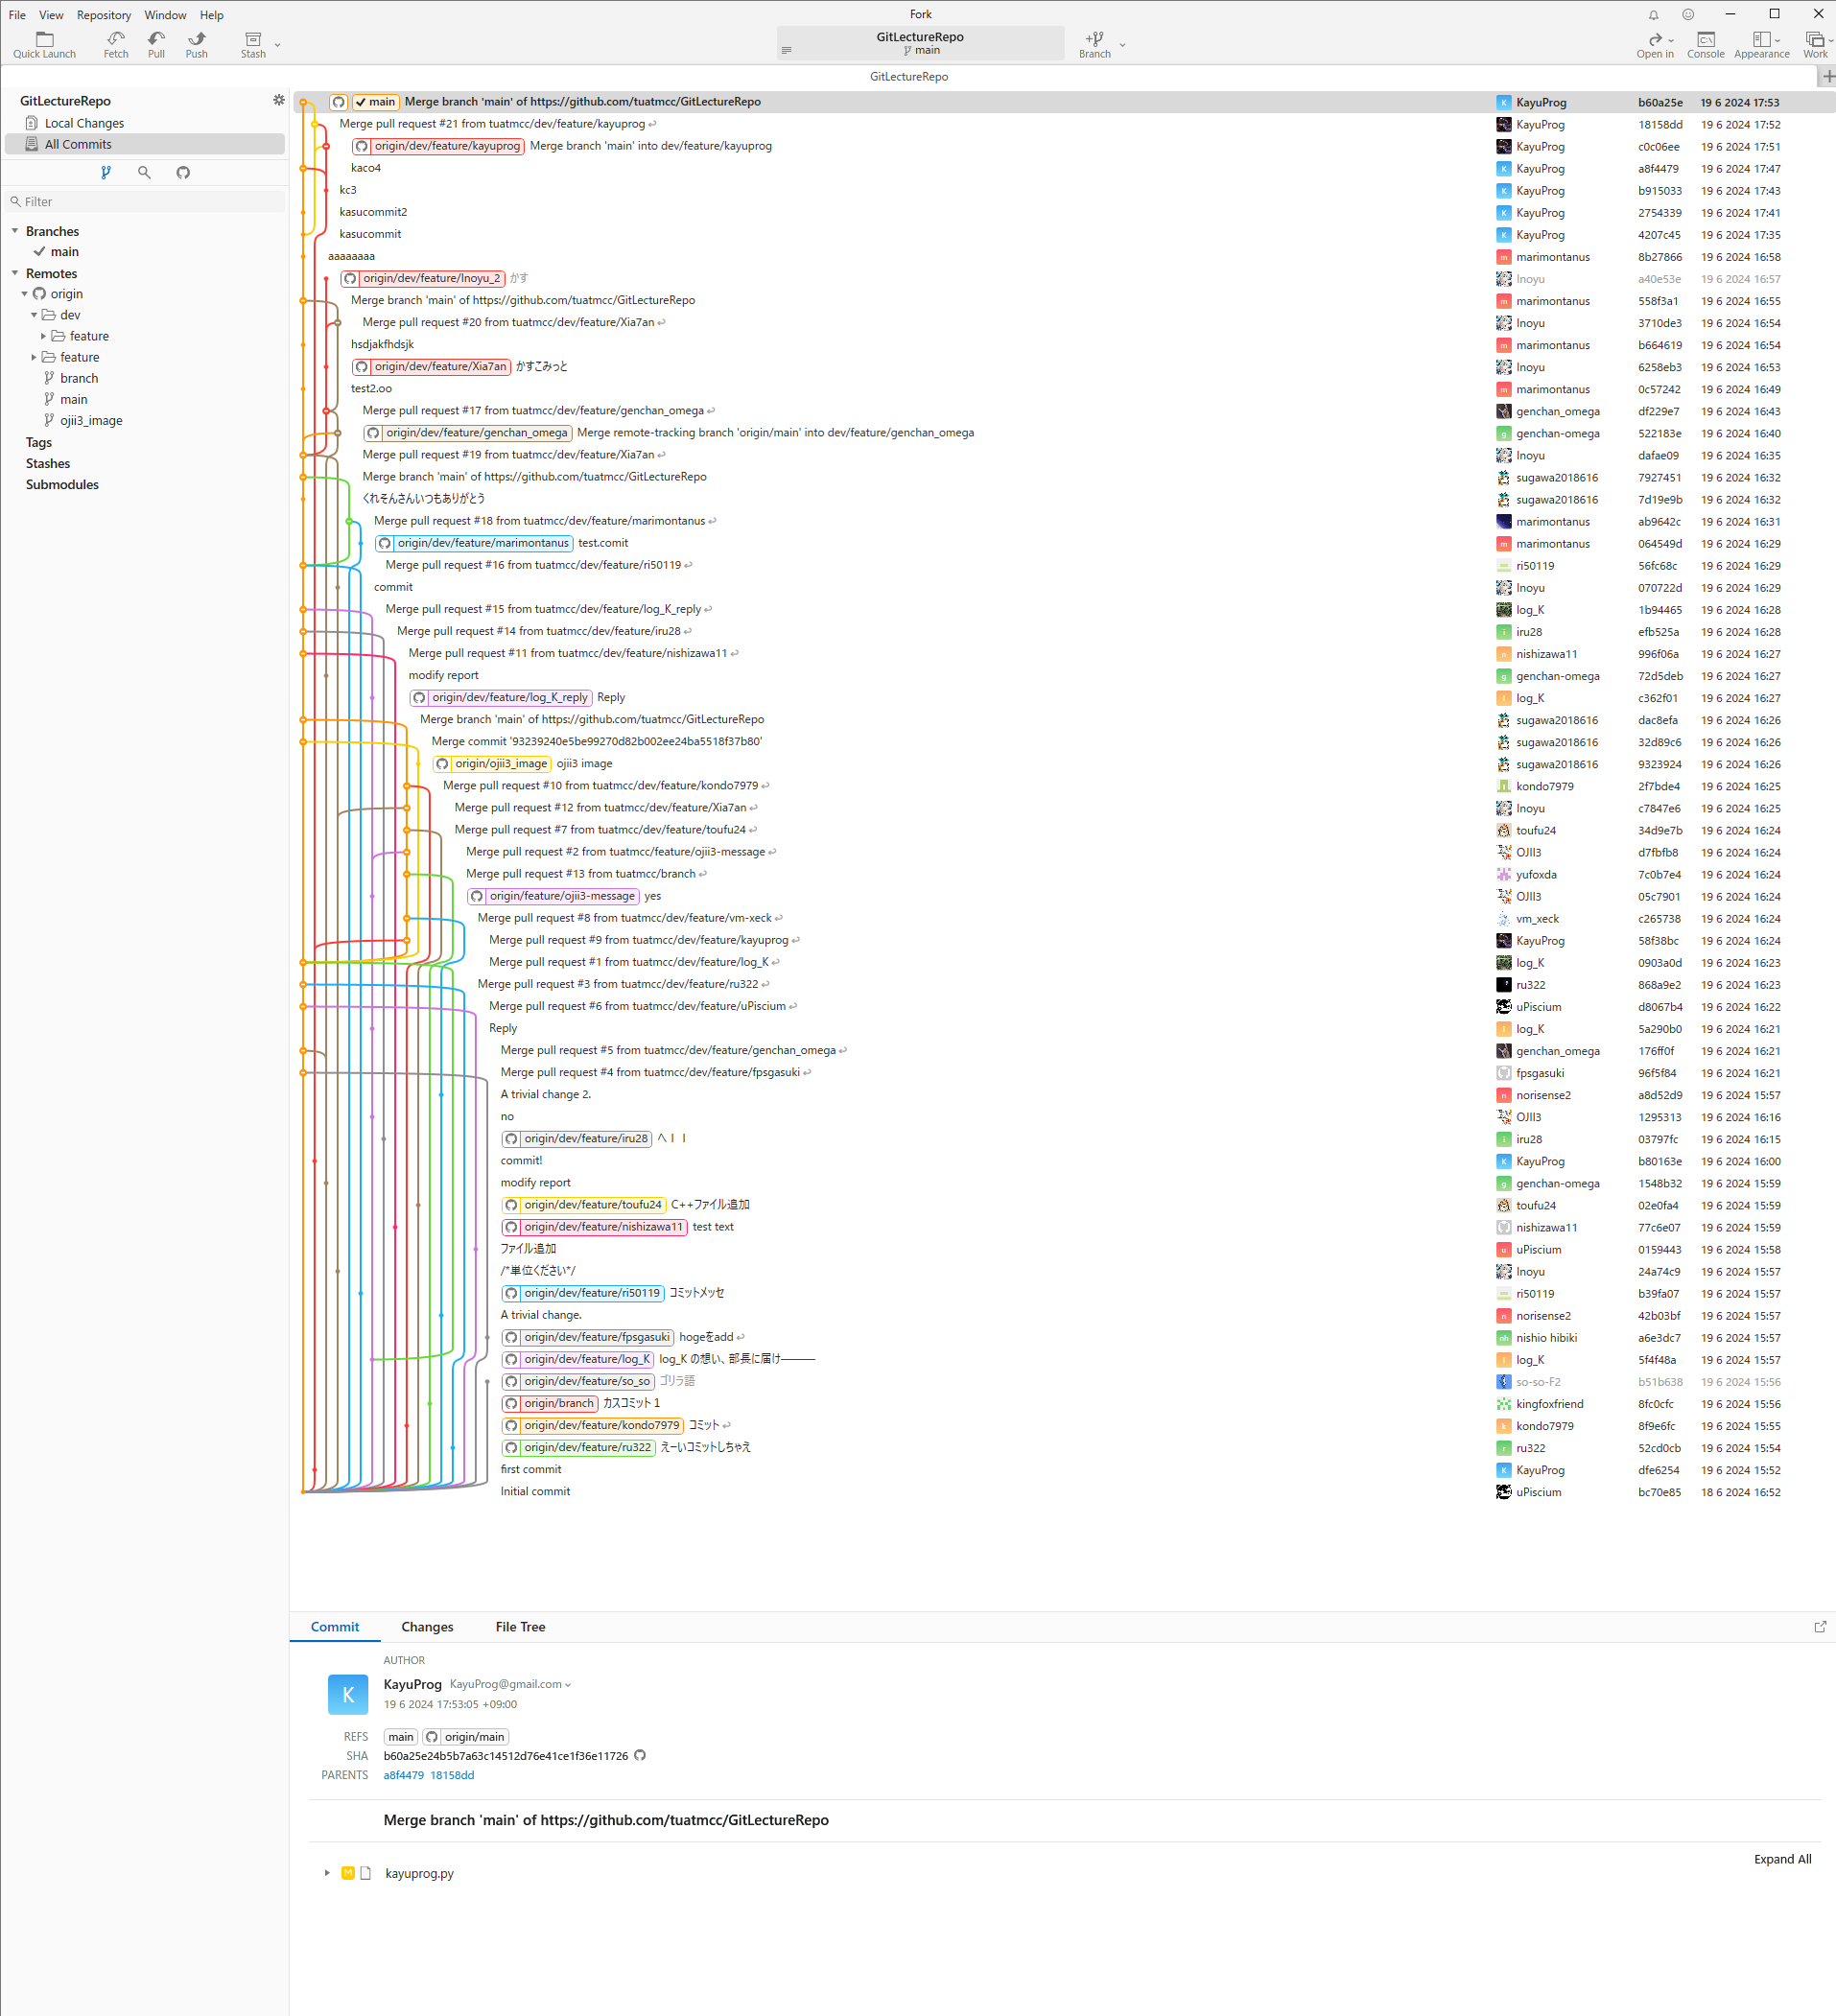 File View Repository Window Help
Fork
Quick Launch Fetch Pull Push Stash
GitLectureRepo
main
Branch
Open in Console Appearance Work
GitLectureRepo
GitLectureRepo
Local Changes
All Commits
Filter
Branches
main
Remotes
origin
dev
feature
feature
branch
main
ojii3_image
Tags
Stashes
Submodules
main Merge branch 'main' of https://github.com/tuatmcc/GitLectureRepo K KayuProg b60a25e 19 6 2024 17:53
Merge pull request #21 from tuatmcc/dev/feature/kayuprog KayuProg 18158dd 19 6 2024 17:52
origin/dev/feature/kayuprog Merge branch 'main' into dev/feature/kayuprog KayuProg c0c06ee 19 6 2024 17:51
kaco4 K KayuProg a8f4479 19 6 2024 17:47
kc3 K KayuProg b915033 19 6 2024 17:43
kasucommit2 K KayuProg 2754339 19 6 2024 17:41
kasucommit K KayuProg 4207c45 19 6 2024 17:35
aaaaaaaa m marimontanus 8b27866 19 6 2024 16:58
origin/dev/feature/Inoyu_2 かす Inoyu a40e53e 19 6 2024 16:57
Merge branch 'main' of https://github.com/tuatmcc/GitLectureRepo m marimontanus 558f3a1 19 6 2024 16:55
Merge pull request #20 from tuatmcc/dev/feature/Xia7an Inoyu 3710de3 19 6 2024 16:54
hsdjakfhdsjk m marimontanus b664619 19 6 2024 16:54
origin/dev/feature/Xia7an かすこみっと Inoyu 6258eb3 19 6 2024 16:53
test2.oo m marimontanus 0c57242 19 6 2024 16:49
Merge pull request #17 from tuatmcc/dev/feature/genchan_omega genchan_omega df229e7 19 6 2024 16:43
origin/dev/feature/genchan_omega Merge remote-tracking branch 'origin/main' into dev/feature/genchan_omega g genchan-omega 522183e 19 6 2024 16:40
Merge pull request #19 from tuatmcc/dev/feature/Xia7an Inoyu dafae09 19 6 2024 16:35
Merge branch 'main' of https://github.com/tuatmcc/GitLectureRepo sugawa2018616 7927451 19 6 2024 16:32
くれそんさんいつもありがとう sugawa2018616 7d19e9b 19 6 2024 16:32
Merge pull request #18 from tuatmcc/dev/feature/marimontanus marimontanus ab9642c 19 6 2024 16:31
origin/dev/feature/marimontanus test.comit m marimontanus 064549d 19 6 2024 16:29
Merge pull request #16 from tuatmcc/dev/feature/ri50119 ri50119 56fc68c 19 6 2024 16:29
commit Inoyu 070722d 19 6 2024 16:29
Merge pull request #15 from tuatmcc/dev/feature/log_K_reply log_K 1b94465 19 6 2024 16:28
Merge pull request #14 from tuatmcc/dev/feature/iru28 i iru28 efb525a 19 6 2024 16:28
Merge pull request #11 from tuatmcc/dev/feature/nishizawa11 n nishizawa11 996f06a 19 6 2024 16:27
modify report g genchan-omega 72d5deb 19 6 2024 16:27
origin/dev/feature/log_K_reply Reply l log_K c362f01 19 6 2024 16:27
Merge branch 'main' of https://github.com/tuatmcc/GitLectureRepo sugawa2018616 dac8efa 19 6 2024 16:26
Merge commit '93239240e5be99270d82b002ee24ba5518f37b80' sugawa2018616 32d89c6 19 6 2024 16:26
origin/ojii3_image ojii3 image sugawa2018616 9323924 19 6 2024 16:26
Merge pull request #10 from tuatmcc/dev/feature/kondo7979 kondo7979 2f7bde4 19 6 2024 16:25
Merge pull request #12 from tuatmcc/dev/feature/Xia7an Inoyu c7847e6 19 6 2024 16:25
Merge pull request #7 from tuatmcc/dev/feature/toufu24 toufu24 34d9e7b 19 6 2024 16:24
Merge pull request #2 from tuatmcc/feature/ojii3-message OJII3 d7fbfb8 19 6 2024 16:24
Merge pull request #13 from tuatmcc/branch yufoxda 7c0b7e4 19 6 2024 16:24
origin/feature/ojii3-message yes OJII3 05c7901 19 6 2024 16:24
Merge pull request #8 from tuatmcc/dev/feature/vm-xeck vm_xeck c265738 19 6 2024 16:24
Merge pull request #9 from tuatmcc/dev/feature/kayuprog KayuProg 58f38bc 19 6 2024 16:24
Merge pull request #1 from tuatmcc/dev/feature/log_K log_K 0903a0d 19 6 2024 16:23
Merge pull request #3 from tuatmcc/dev/feature/ru322 ru322 868a9e2 19 6 2024 16:23
Merge pull request #6 from tuatmcc/dev/feature/uPiscium uPiscium d8067b4 19 6 2024 16:22
Reply l log_K 5a290b0 19 6 2024 16:21
Merge pull request #5 from tuatmcc/dev/feature/genchan_omega genchan_omega 176ff0f 19 6 2024 16:21
Merge pull request #4 from tuatmcc/dev/feature/fpsgasuki fpsgasuki 96f5f84 19 6 2024 16:21
A trivial change 2. n norisense2 a8d52d9 19 6 2024 15:57
no OJII3 1295313 19 6 2024 16:16
origin/dev/feature/iru28 へｌｌ i iru28 03797fc 19 6 2024 16:15
commit! K KayuProg b80163e 19 6 2024 16:00
modify report g genchan-omega 1548b32 19 6 2024 15:59
origin/dev/feature/toufu24 C++ファイル追加 toufu24 02e0fa4 19 6 2024 15:59
origin/dev/feature/nishizawa11 test text nishizawa11 77c6e07 19 6 2024 15:59
ファイル追加 u uPiscium 0159443 19 6 2024 15:58
/*単位ください*/ Inoyu 24a74c9 19 6 2024 15:57
origin/dev/feature/ri50119 コミットメッセ ri50119 b39fa07 19 6 2024 15:57
A trivial change. n norisense2 42b03bf 19 6 2024 15:57
origin/dev/feature/fpsgasuki hogeをadd nh nishio hibiki a6e3dc7 19 6 2024 15:57
origin/dev/feature/log_K log_K の想い、部長に届け──── l log_K 5f4f48a 19 6 2024 15:57
origin/dev/feature/so_so ゴリラ語 so-so-F2 b51b638 19 6 2024 15:56
origin/branch カスコミット 1 kingfoxfriend 8fc0cfc 19 6 2024 15:56
origin/dev/feature/kondo7979 コミット k kondo7979 8f9e6fc 19 6 2024 15:55
origin/dev/feature/ru322 えーいコミットしちゃえ r ru322 52cd0cb 19 6 2024 15:54
first commit K KayuProg dfe6254 19 6 2024 15:52
Initial commit uPiscium bc70e85 18 6 2024 16:52
Commit Changes File Tree
AUTHOR
K
KayuProg KayuProg@gmail.com
19 6 2024 17:53:05 +09:00
REFS main origin/main
SHA b60a25e24b5b7a63c14512d76e41ce1f36e11726
PARENTS a8f4479 18158dd
Merge branch 'main' of https://github.com/tuatmcc/GitLectureRepo
Expand All
M kayuprog.py